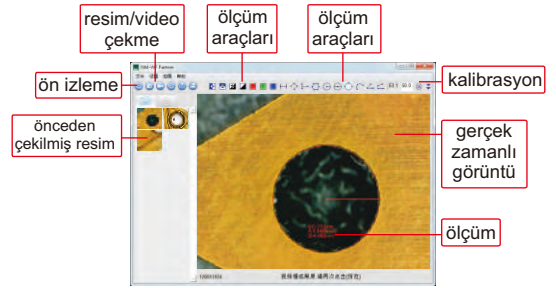 resim/video
çekme
ölçüm
araçları
ölçüm
araçları
ön izleme
kalibrasyon
önceden
çekilmiş resim
gerçek
zamanlı
görüntü
ölçüm